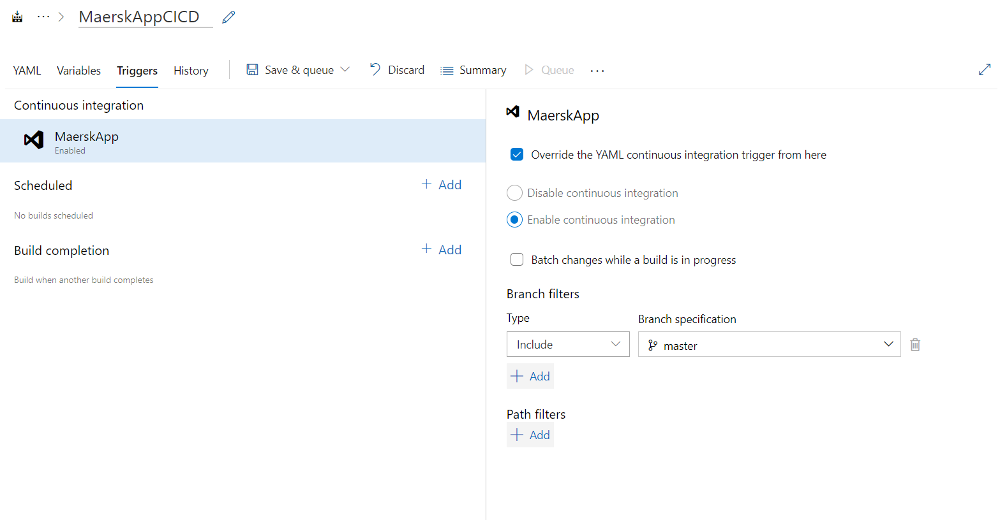 ··· > MaerskAppCICD
YAML Variables Triggers History Save & queue Discard Summary Queue ···
Continuous integration
MaerskApp
Enabled
Scheduled + Add
No builds scheduled
Build completion + Add
Build when another build completes
MaerskApp
Override the YAML continuous integration trigger from here
Disable continuous integration
Enable continuous integration
Batch changes while a build is in progress
Branch filters
Type Branch specification
Include master
+ Add
Path filters
+ Add